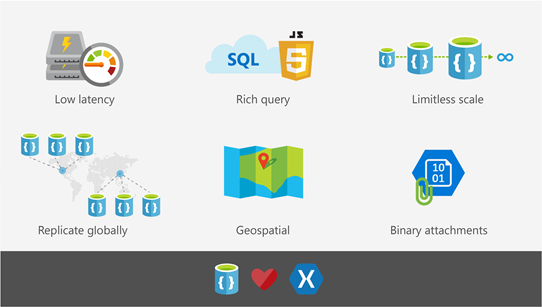 SQL
JS
5
Low latency
Rich query
Limitless scale
{ }
{ }
{ }
∞
{ }
{ }
{ }
{ }
{ }
{ }
10
01
Replicate globally
Geospatial
Binary attachments
{ }
X